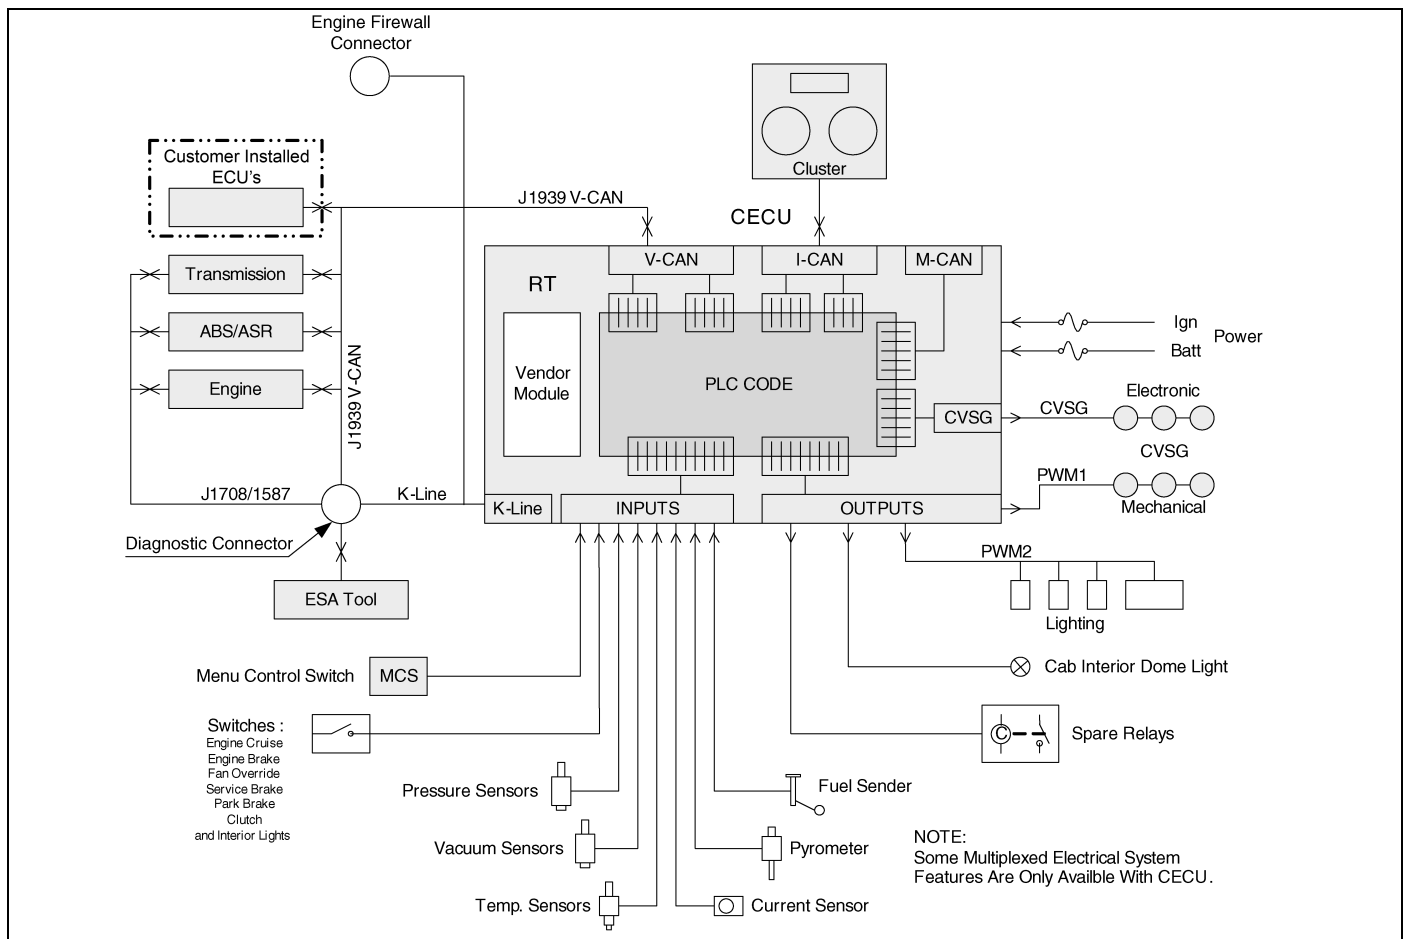 Engine Firewall
Connector
Customer Installed
ECU's
Cluster
J1939 V-CAN
CECU
V-CAN
I-CAN
M-CAN
Transmission
RT
ABS/ASR
Ign
Batt
Power
Engine
J1939 V-CAN
Vendor
Module
PLC CODE
Electronic
CVSG
CVSG
CVSG
PWM1
Mechanical
J1708/1587
K-Line
K-Line
INPUTS
OUTPUTS
Diagnostic Connector
PWM2
ESA Tool
Lighting
Menu Control Switch
MCS
Cab Interior Dome Light
Switches :
Engine Cruise
Engine Brake
Fan Override
Service Brake
Park Brake
Clutch
and Interior Lights
C
Spare Relays
Pressure Sensors
Fuel Sender
Vacuum Sensors
Pyrometer
Temp. Sensors
Current Sensor
NOTE:
Some Multiplexed Electrical System
Features Are Only Availble With CECU.